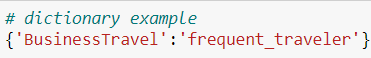 # dictionary example
{'BusinessTravel':'frequent_traveler'}